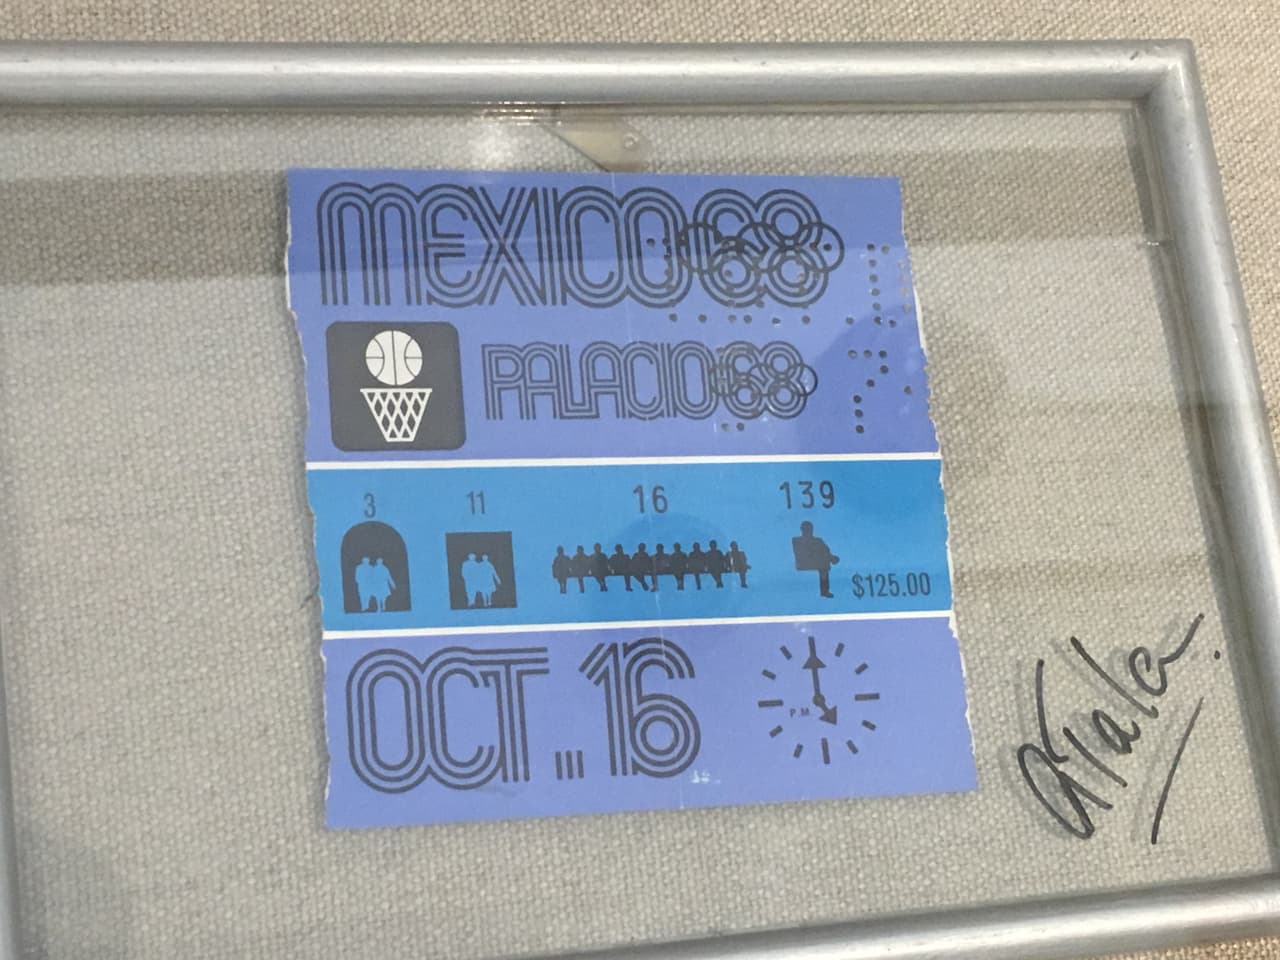 MEXICO68
PALACIO68
3 11 16 139
$125.00
OCT. 16
P.M.